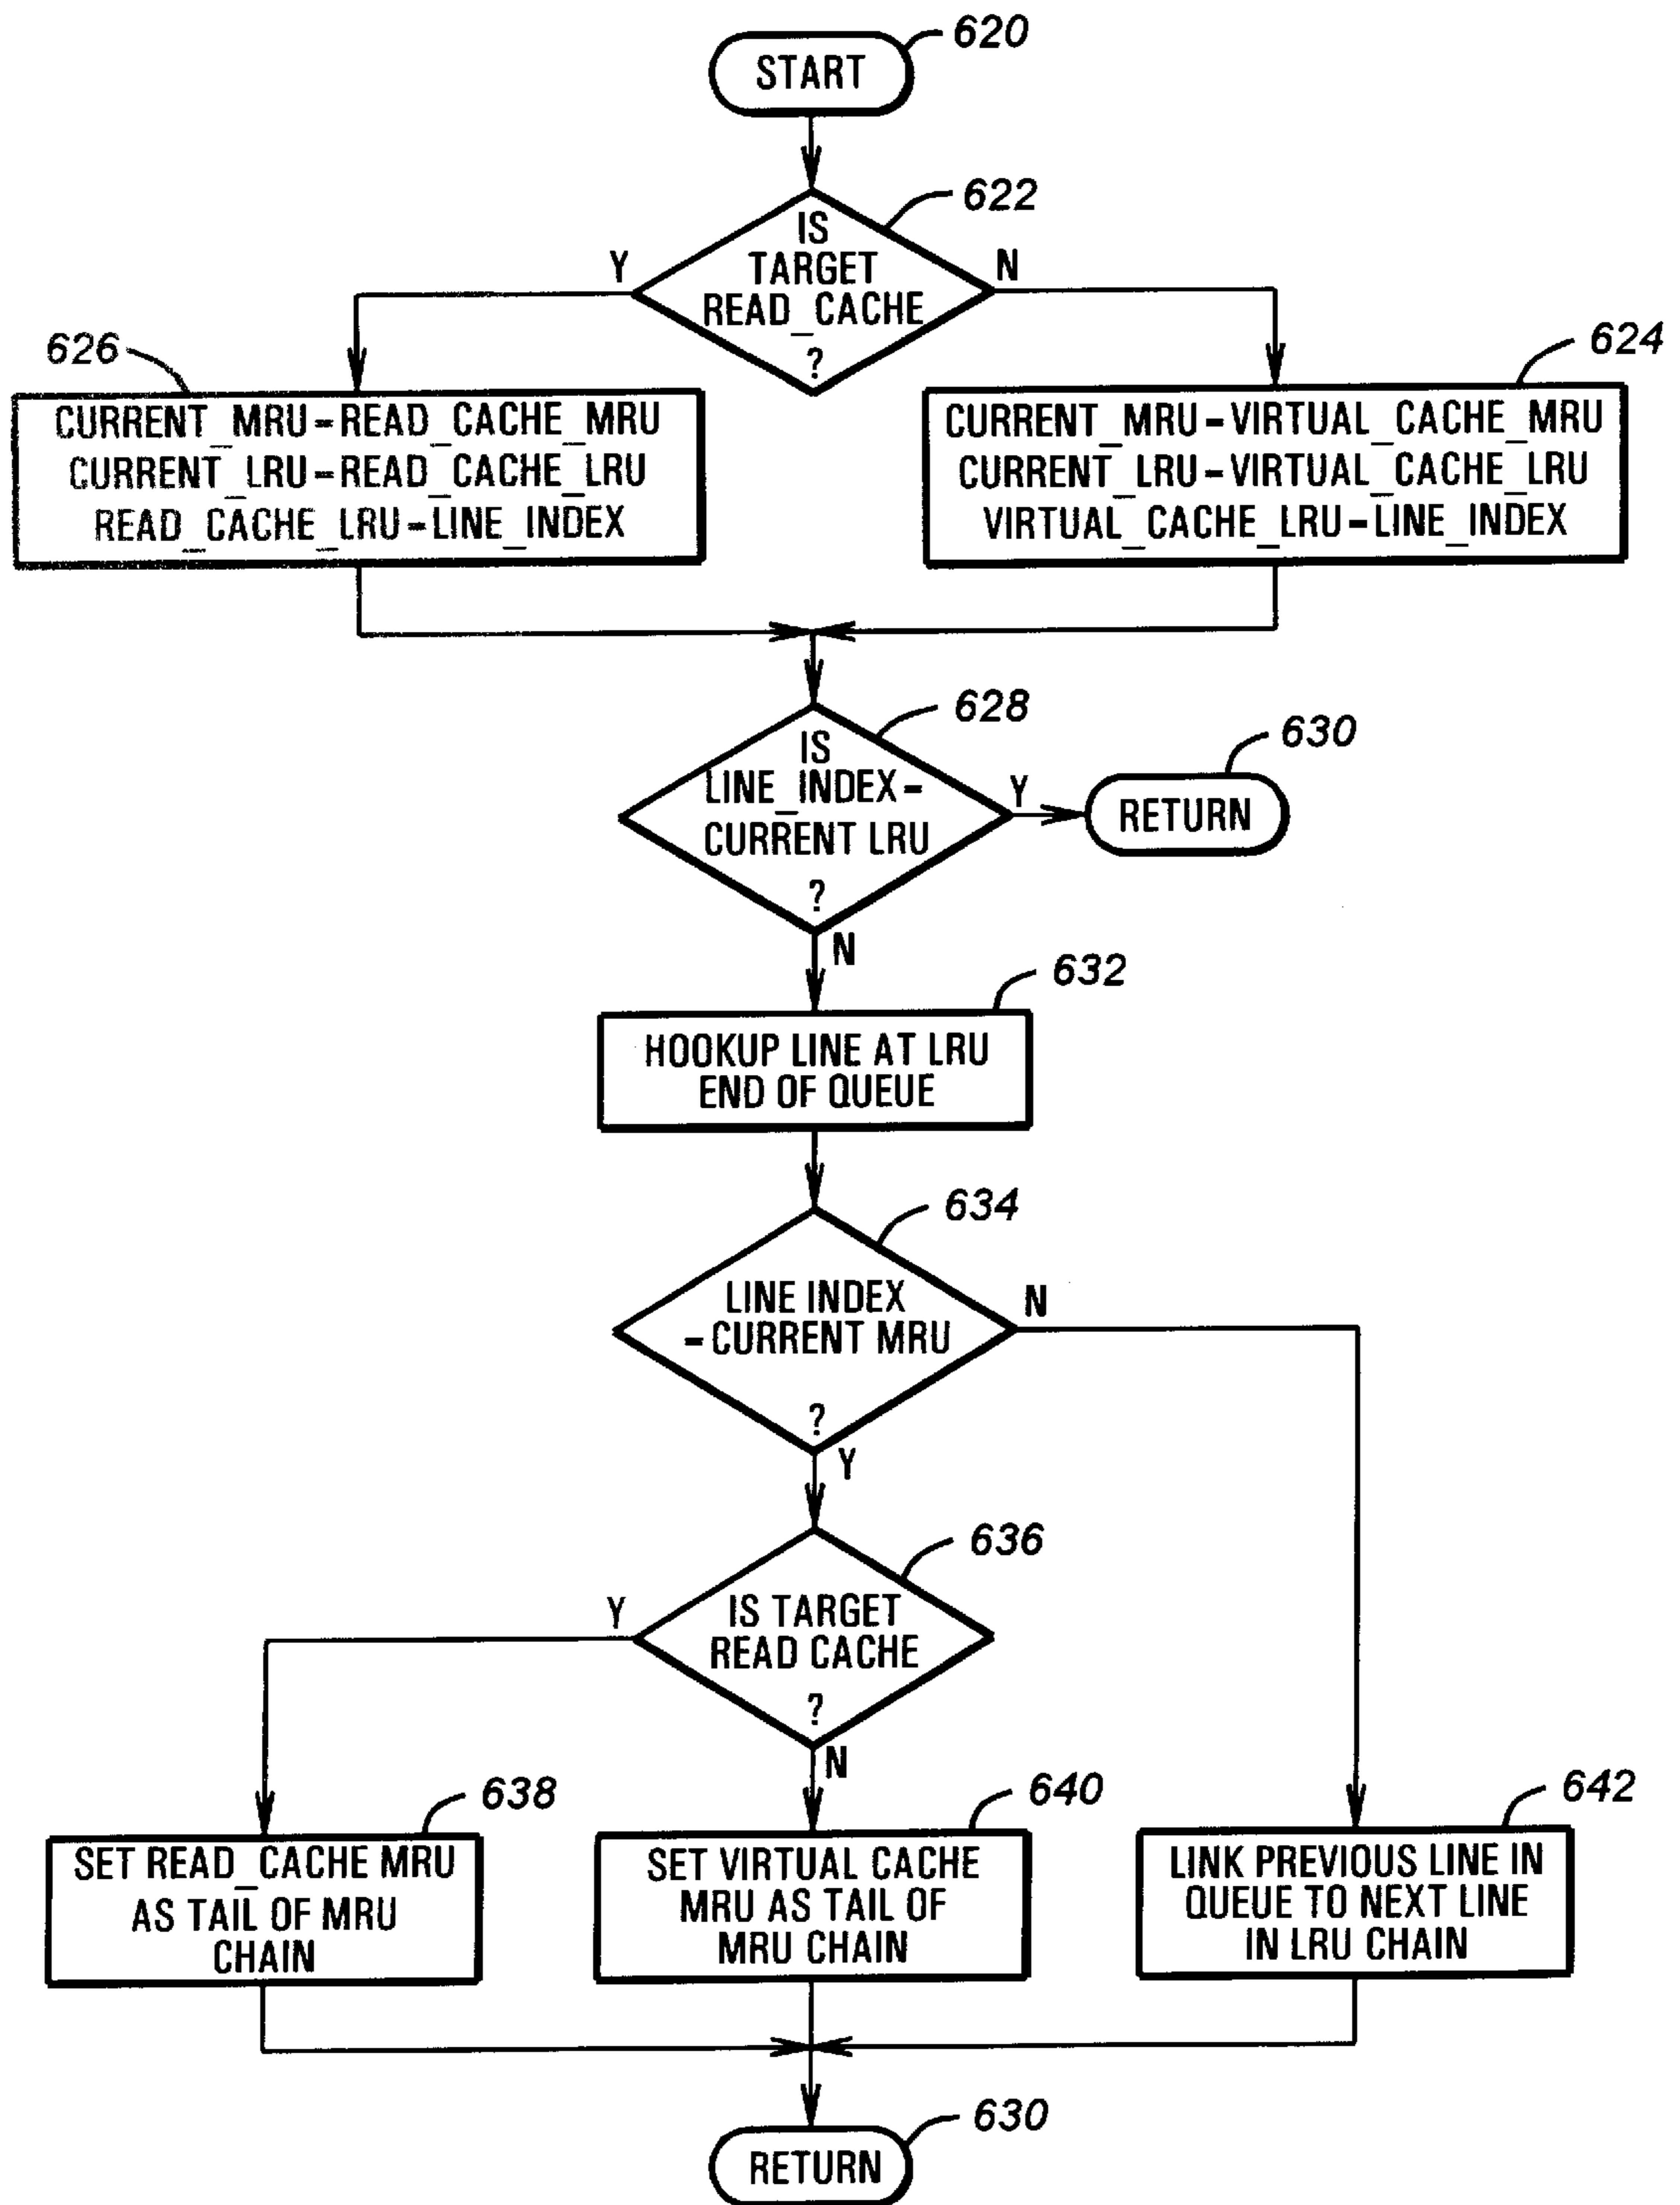 620
START
622
IS
TARGET
READ_CACHE
?
Y
N
626
624
CURRENT_MRU=READ_CACHE_MRU
CURRENT_LRU=READ_CACHE_LRU
READ_CACHE_LRU=LINE_INDEX
CURRENT_MRU=VIRTUAL_CACHE_MRU
CURRENT_LRU=VIRTUAL_CACHE_LRU
VIRTUAL_CACHE_LRU=LINE_INDEX
628
IS
LINE_INDEX=
CURRENT LRU
?
Y
630
RETURN
N
632
HOOKUP LINE AT LRU
END OF QUEUE
634
LINE INDEX
=CURRENT MRU
?
N
Y
636
IS TARGET
READ CACHE
?
Y
N
638
SET READ_CACHE MRU
AS TAIL OF MRU
CHAIN
640
SET VIRTUAL CACHE
MRU AS TAIL OF
MRU CHAIN
642
LINK PREVIOUS LINE IN
QUEUE TO NEXT LINE
IN LRU CHAIN
630
RETURN